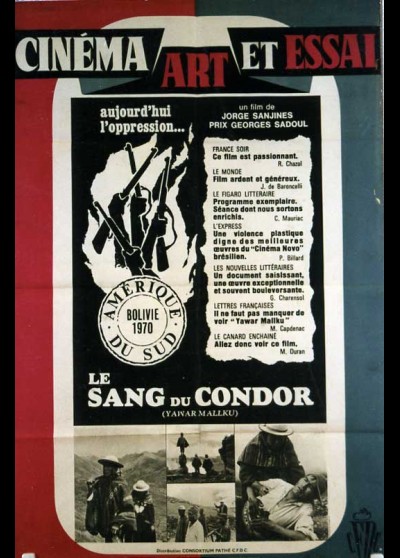 CINÉMA ART ET ESSAI
aujourd'hui
l'oppression...
un film de
JORGE SANJINES
PRIX GEORGES SADOUL
FRANCE SOIR
Ce film est passionnant.
R. Chazal
LE MONDE
Film ardent et généreux.
J. de Baroncelli
LE FIGARO LITTERAIRE
Programme exemplaire.
Séance dont nous sortons
enrichis.
C. Mauriac
L'EXPRESS
Une violence plastique
digne des meilleures
œuvres du "Cinéma Novo"
brésilien.
P. Billard
LES NOUVELLES LITTÉRAIRES
Un document saisissant,
une œuvre exceptionnelle
et souvent bouleversante.
G. Charensol
LETTRES FRANÇAISES
Il ne faut pas manquer de
voir "Yawar Mallku"
M. Capdenac
LE CANARD ENCHAINÉ
Allez donc voir ce film.
M. Duran
AMÉRIQUE
BOLIVIE
1970
DU SUD
LE
SANG DU CONDOR
(YAWAR MALLKU)
Distribution CONSORTIUM PATHÉ C.F.D.C.